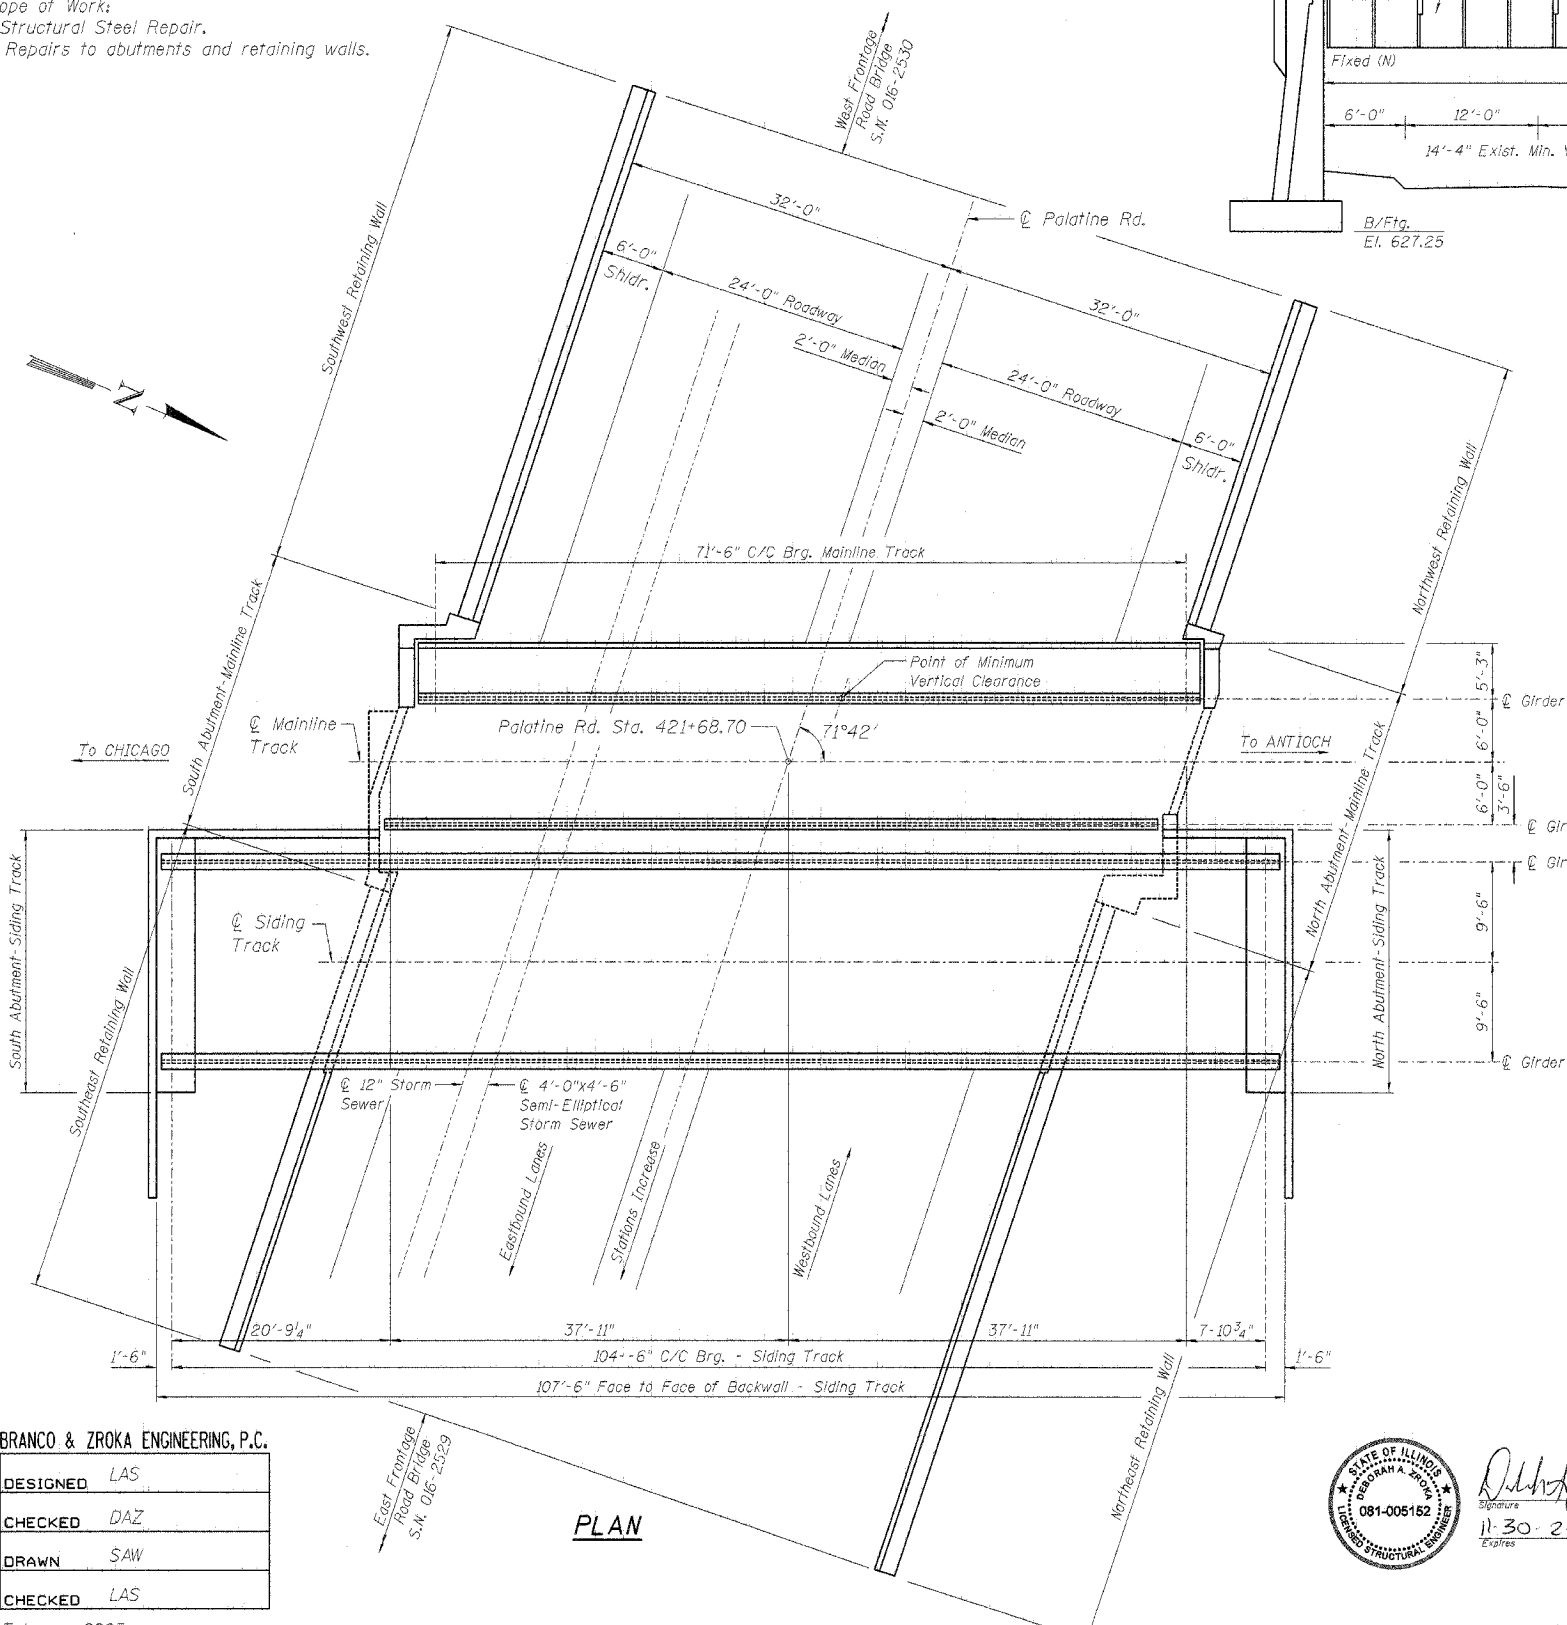 ope of Work:
Structural Steel Repair.
Repairs to abutments and retaining walls.
West Frontage
Road Bridge
S.N. 016-2530
Fixed (N)
6'-0"
12'-0"
14'-4" Exist. Min.
B/Ftg.
El. 627.25
Southwest Retaining Wall
32'-0"
℄ Palatine Rd.
6'-0"
Shldr.
24'-0" Roadway
32'-0"
2'-0" Median
24'-0" Roadway
2'-0" Median
6'-0"
Shldr.
N
Northwest Retaining Wall
71'-6" C/C Brg. Mainline Track
South Abutment-Mainline Track
Point of Minimum
Vertical Clearance
5'-3"
℄ Girder
℄ Mainline
Track
Palatine Rd. Sta. 421+68.70
71°42'
To CHICAGO
To ANTIOCH
6'-0"
6'-0"
3'-6"
North Abutment-Mainline Track
℄ Gir
℄ Gir
South Abutment-Siding Track
℄ Siding
Track
North Abutment-Siding Track
9'-6"
9'-6"
℄ Girder
Southeast Retaining Wall
℄ 12" Storm
Sewer
℄ 4'-0"x4'-6"
Semi-Elliptical
Storm Sewer
Eastbound Lanes
Stations Increase
Westbound Lanes
20'-9¼"
37'-11"
37'-11"
7-10¾"
1'-6"
104'-6" C/C Brg. - Siding Track
1'-6"
107'-6" Face to Face of Backwall - Siding Track
Northeast Retaining Wall
East Frontage
Road Bridge
S.N. 016-2529
BRANCO & ZROKA ENGINEERING, P.C.
DESIGNED LAS
CHECKED DAZ
DRAWN SAW
CHECKED LAS
PLAN
STATE OF ILLINOIS
DEBORAH A. ZROKA
081-005152
LICENSED STRUCTURAL ENGINEER
Signature
11-30-2
Expires